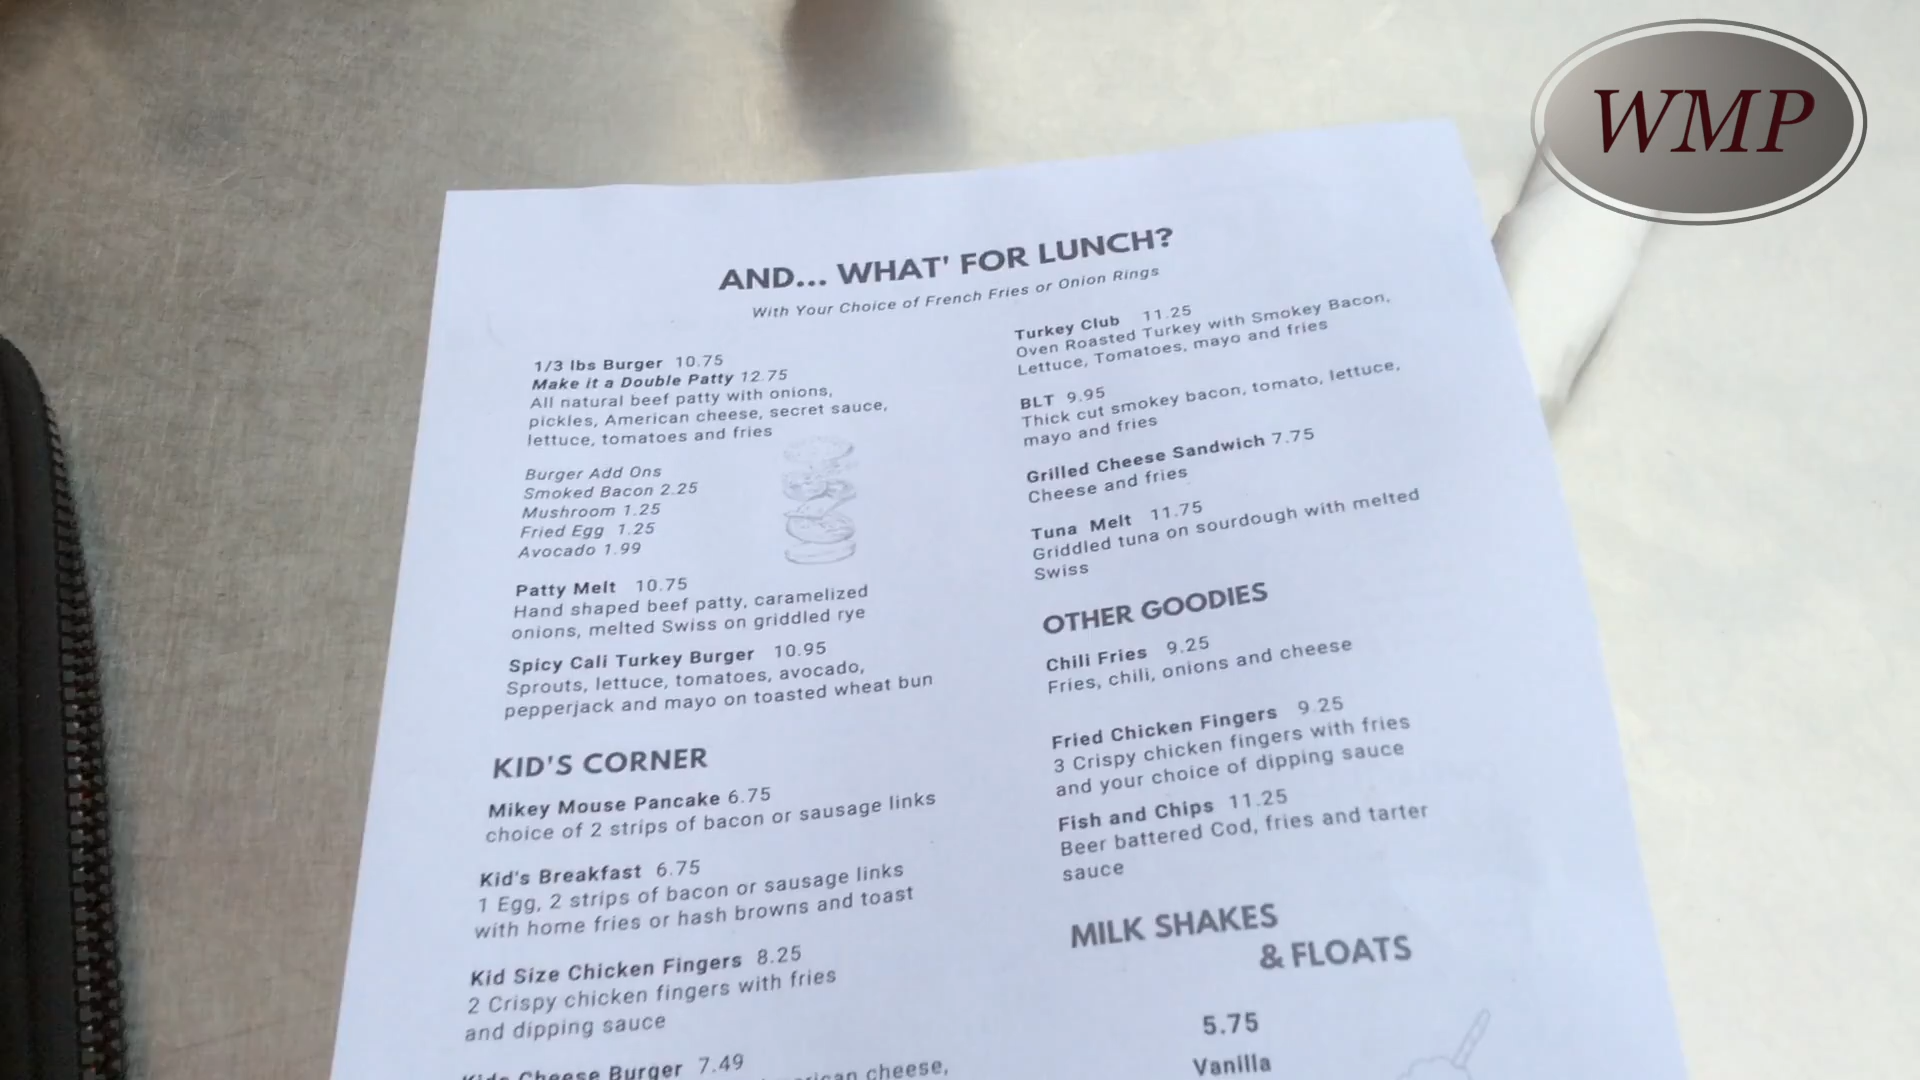 WMP
AND... WHAT' FOR LUNCH?
With Your Choice of French Fries or Onion Rings
1/3 lbs Burger 10.75
Make it a Double Patty 12.75
All natural beef patty with onions,
pickles, American cheese, secret sauce,
lettuce, tomatoes and fries
Burger Add Ons
Smoked Bacon 2.25
Mushroom 1.25
Fried Egg 1.25
Avocado 1.99
Patty Melt 10.75
Hand shaped beef patty, caramelized
onions, melted Swiss on griddled rye
Spicy Cali Turkey Burger 10.95
Sprouts, lettuce, tomatoes, avocado,
pepperjack and mayo on toasted wheat bun
KID'S CORNER
Mikey Mouse Pancake 6.75
choice of 2 strips of bacon or sausage links
Kid's Breakfast 6.75
1 Egg, 2 strips of bacon or sausage links
with home fries or hash browns and toast
Kid Size Chicken Fingers 8.25
2 Crispy chicken fingers with fries
and dipping sauce
Kids Cheese Burger 7.49
cheese,
Turkey Club 11.25
Oven Roasted Turkey with Smokey Bacon,
Lettuce, Tomatoes, mayo and fries
BLT 9.95
Thick cut smokey bacon, tomato, lettuce,
mayo and fries
Grilled Cheese Sandwich 7.75
Cheese and fries
Tuna Melt 11.75
Griddled tuna on sourdough with melted
Swiss
OTHER GOODIES
Chili Fries 9.25
Fries, chili, onions and cheese
Fried Chicken Fingers 9.25
3 Crispy chicken fingers with fries
and your choice of dipping sauce
Fish and Chips 11.25
Beer battered Cod, fries and tarter
sauce
MILK SHAKES
& FLOATS
5.75
Vanilla